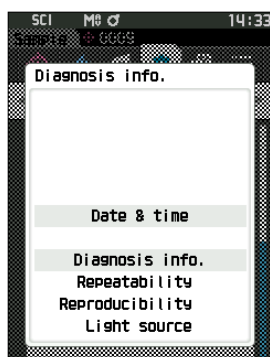 SCI M8 ♂ 14:33
Sample 0009
Diagnosis info.
Date & time
Diagnosis info.
Repeatability
Reproducibility
Light source